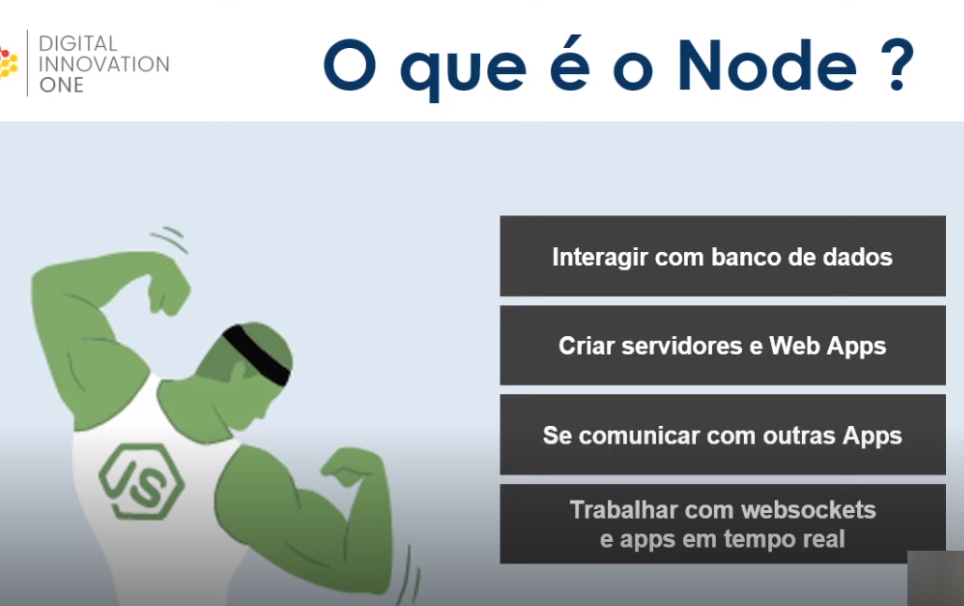 DIGITAL
INNOVATION
ONE
O que é o Node ?
Interagir com banco de dados
Criar servidores e Web Apps
Se comunicar com outras Apps
Trabalhar com websockets
e apps em tempo real
JS